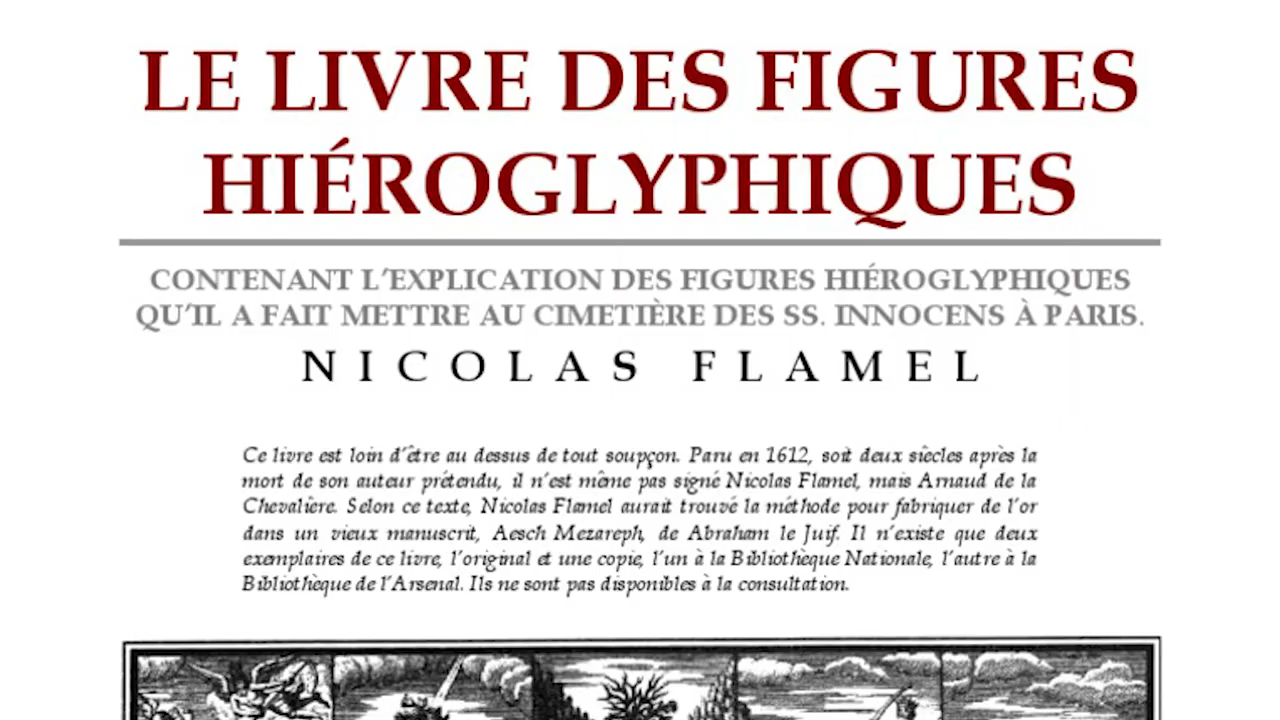 LE LIVRE DES FIGURES
HIÉROGLYPHIQUES
CONTENANT L'EXPLICATION DES FIGURES HIÉROGLYPHIQUES
QU'IL A FAIT METTRE AU CIMETIÈRE DES SS. INNOCENS À PARIS.
NICOLAS FLAMEL
Ce livre est loin d'être au dessus de tout soupçon. Paru en 1612, soit deux siècles après la
mort de son auteur prétendu, il n'est même pas signé Nicolas Flamel, mais Arnaud de la
Chevalière. Selon ce texte, Nicolas Flamel aurait trouvé la méthode pour fabriquer de l'or
dans un vieux manuscrit, Aesch Mezareph, de Abraham le Juif. Il n'existe que deux
exemplaires de ce livre, l'original et une copie, l'un à la Bibliothèque Nationale, l'autre à la
Bibliothèque de l'Arsenal. Ils ne sont pas disponibles à la consultation.